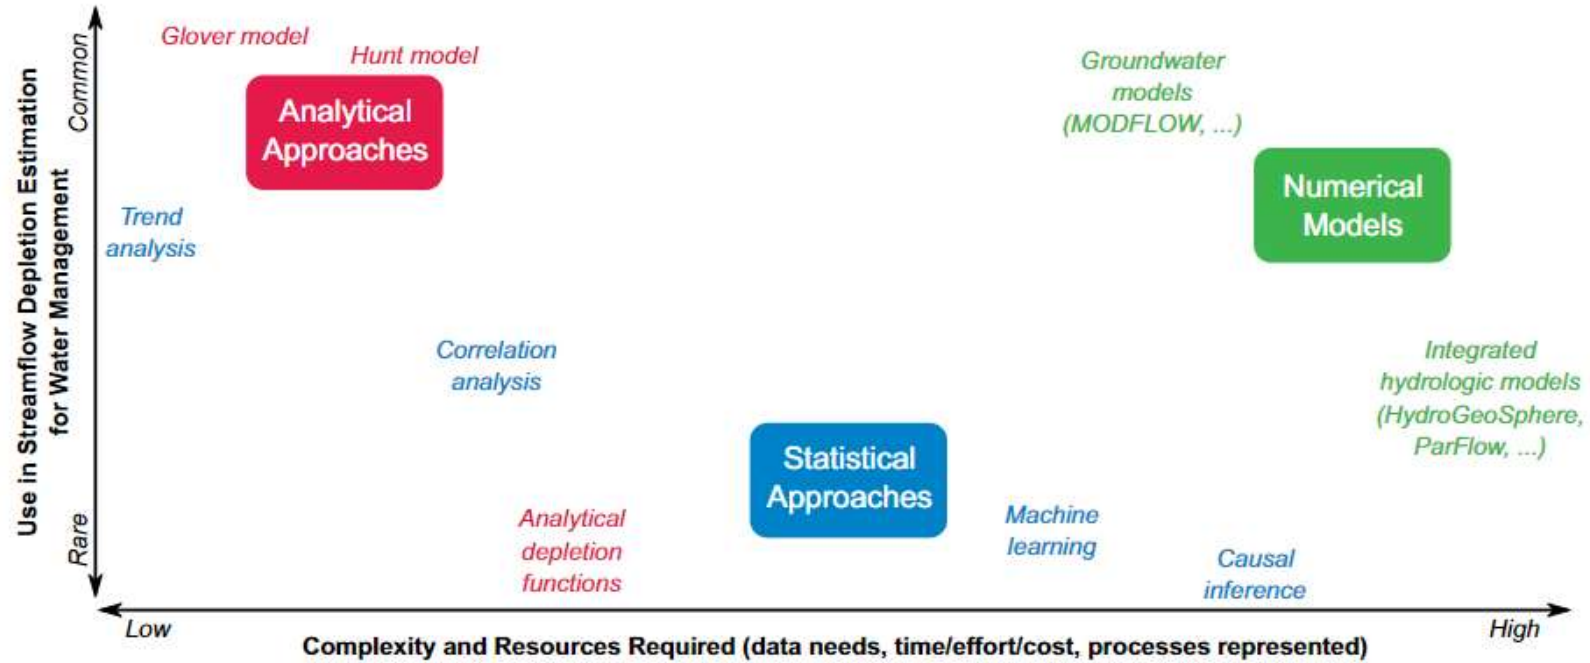 Use in Streamflow Depletion Estimation
for Water Management
Common
Rare
Glover model
Hunt model
Analytical
Approaches
Trend
analysis
Correlation
analysis
Analytical
depletion
functions
Statistical
Approaches
Machine
learning
Causal
inference
Groundwater
models
(MODFLOW, ...)
Numerical
Models
Integrated
hydrologic models
(HydroGeoSphere,
ParFlow, ...)
Low
High
Complexity and Resources Required (data needs, time/effort/cost, processes represented)